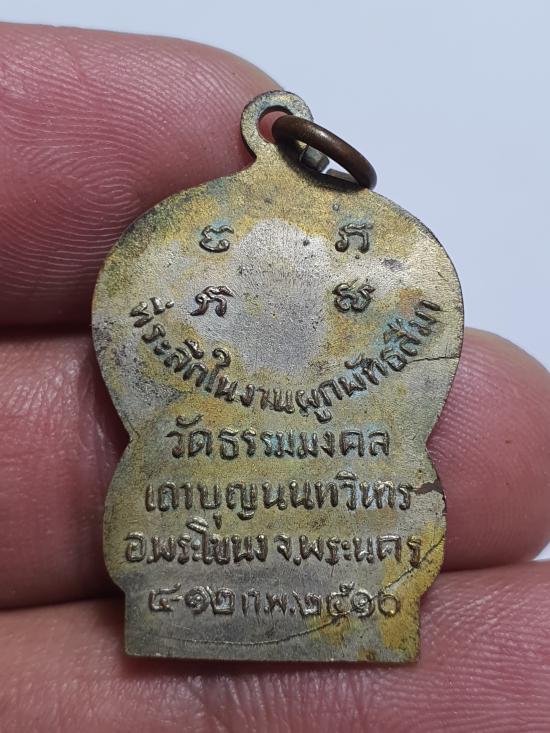 ที่ระลึกในงานผูกพัทธสีมา
วัดธรรมมงคล
เถาบุญนนทวิหาร
อ.พระโขนง จ.พระนคร
๔-๑๒ ก.พ. ๒๕๑๐